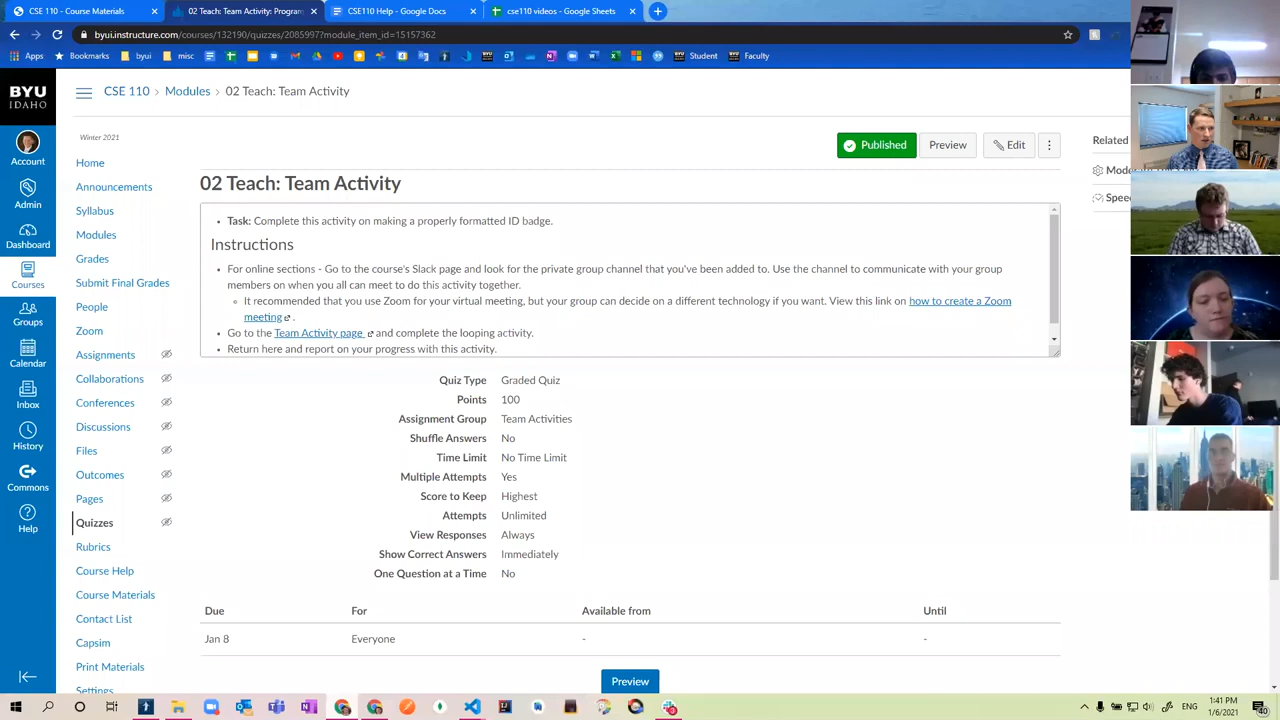 CSE 110 - Course Materials
02 Teach: Team Activity: Progra
CSE110 Help - Google Docs
cse110 videos - Google Sheets
byui.instructure.com/courses/132190/quizzes/2085997?module_item_id=15157362
Apps
Bookmarks
byui
misc
Student
Faculty
BYU
IDAHO
CSE 110 > Modules > 02 Teach: Team Activity
Account
Admin
Dashboard
Courses
Groups
Calendar
Inbox
History
Commons
Help
Winter 2021
Home
Announcements
Syllabus
Modules
Grades
Submit Final Grades
People
Zoom
Assignments
Collaborations
Conferences
Discussions
Files
Outcomes
Pages
Quizzes
Rubrics
Course Help
Course Materials
Contact List
Capsim
Print Materials
Settings
Published
Preview
Edit
Related
02 Teach: Team Activity
Task: Complete this activity on making a properly formatted ID badge.
Instructions
For online sections - Go to the course's Slack page and look for the private group channel that you've been added to. Use the channel to communicate with your group
members on when you all can meet to do this activity together.
It recommended that you use Zoom for your virtual meeting, but your group can decide on a different technology if you want. View this link on how to create a Zoom
meeting .
Go to the Team Activity page and complete the looping activity.
Return here and report on your progress with this activity.
Quiz Type Graded Quiz
Points 100
Assignment Group Team Activities
Shuffle Answers No
Time Limit No Time Limit
Multiple Attempts Yes
Score to Keep Highest
Attempts Unlimited
View Responses Always
Show Correct Answers Immediately
One Question at a Time No
Due For Available from Until
Jan 8 Everyone - -
Preview
ENG
1:41 PM
1/6/2021
40